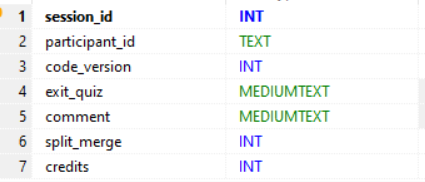 1 session_id INT
2 participant_id TEXT
3 code_version INT
4 exit_quiz MEDIUMTEXT
5 comment MEDIUMTEXT
6 split_merge INT
7 credits INT